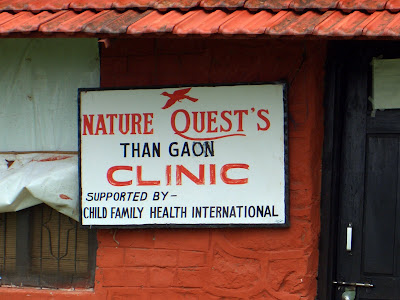 NATURE QUEST'S
THAN GAON
CLINIC
SUPPORTED BY-
CHILD FAMILY HEALTH INTERNATIONAL